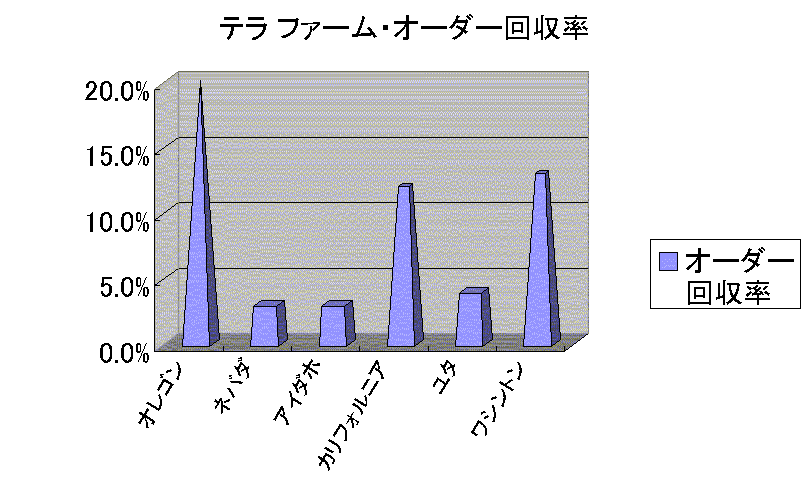 テラ ファーム・オーダー回収率
20.0%
15.0%
10.0%
5.0%
0.0%
オレゴン
ネバダ
アイダホ
カリフォルニア
ユタ
ワシントン
オーダー
回収率